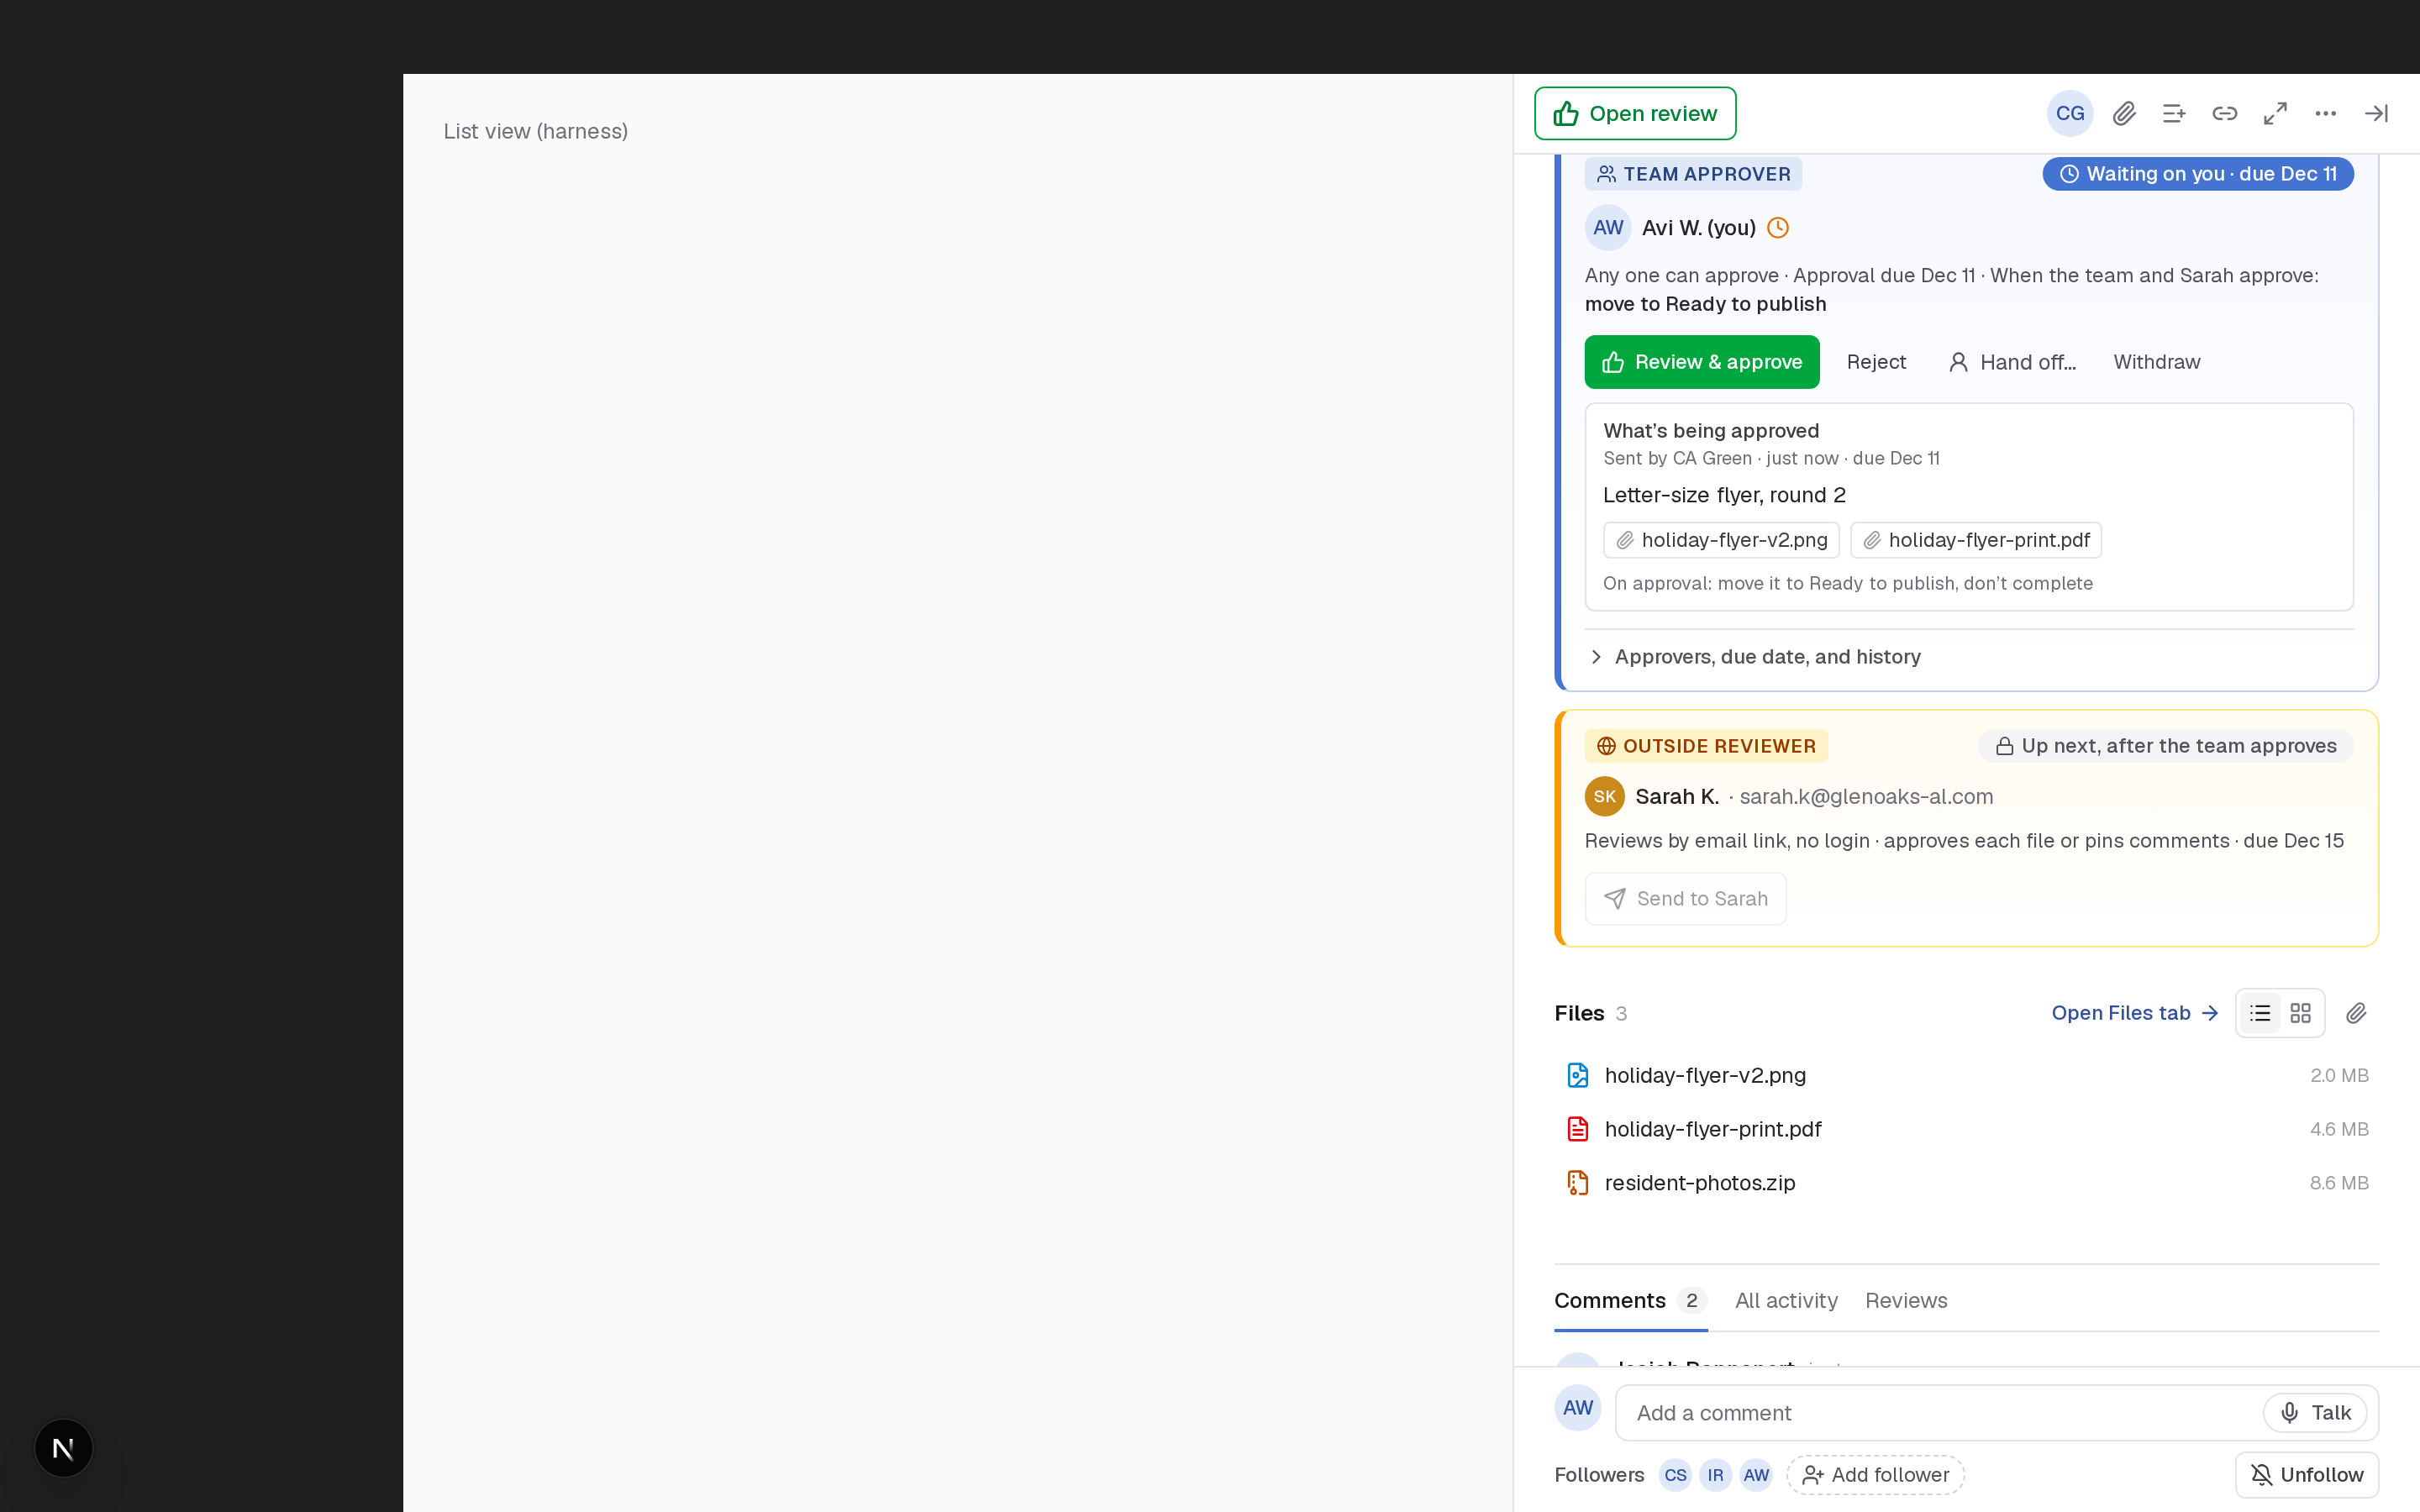 List view (harness)
Open review
CG
TEAM APPROVER
Waiting on you · due Dec 11
AW Avi W. (you)
Any one can approve · Approval due Dec 11 · When the team and Sarah approve:
move to Ready to publish
Review & approve Reject Hand off... Withdraw
What’s being approved
Sent by CA Green · just now · due Dec 11
Letter-size flyer, round 2
holiday-flyer-v2.png holiday-flyer-print.pdf
On approval: move it to Ready to publish, don’t complete
Approvers, due date, and history
OUTSIDE REVIEWER
Up next, after the team approves
SK Sarah K. · sarah.k@glenoaks-al.com
Reviews by email link, no login · approves each file or pins comments · due Dec 15
Send to Sarah
Files 3
Open Files tab
holiday-flyer-v2.png 2.0 MB
holiday-flyer-print.pdf 4.6 MB
resident-photos.zip 8.6 MB
Comments 2 All activity Reviews
AW Add a comment Talk
Followers CS IR AW Add follower Unfollow
N